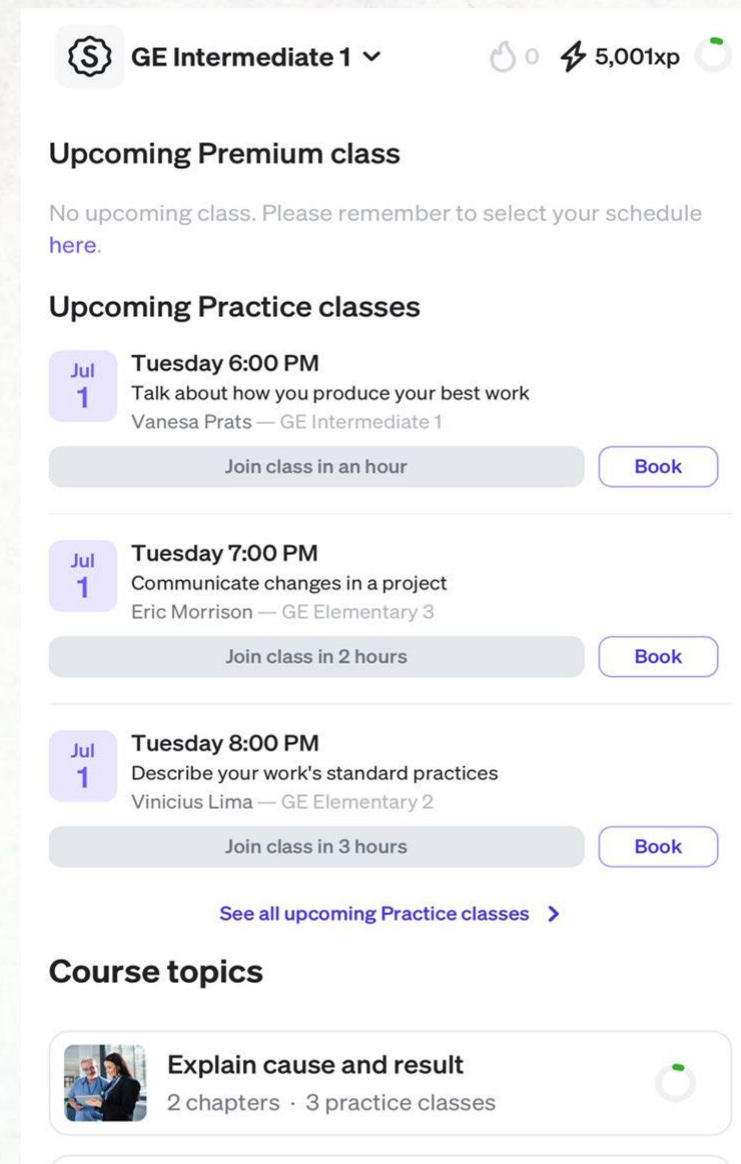 S GE Intermediate 1 0 5,001xp
Upcoming Premium class
No upcoming class. Please remember to select your schedule
here.
Upcoming Practice classes
Jul
1
Tuesday 6:00 PM
Talk about how you produce your best work
Vanesa Prats — GE Intermediate 1
Join class in an hour
Book
Jul
1
Tuesday 7:00 PM
Communicate changes in a project
Eric Morrison — GE Elementary 3
Join class in 2 hours
Book
Jul
1
Tuesday 8:00 PM
Describe your work's standard practices
Vinicius Lima — GE Elementary 2
Join class in 3 hours
Book
See all upcoming Practice classes
Course topics
Explain cause and result
2 chapters · 3 practice classes